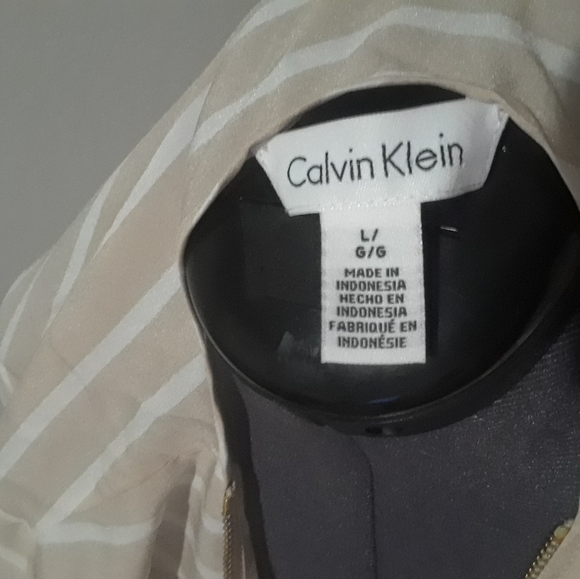 Calvin Klein
L/
G/G
MADE IN
INDONESIA
HECHO EN
INDONESIA
FABRIQUÉ EN
INDONÉSIE